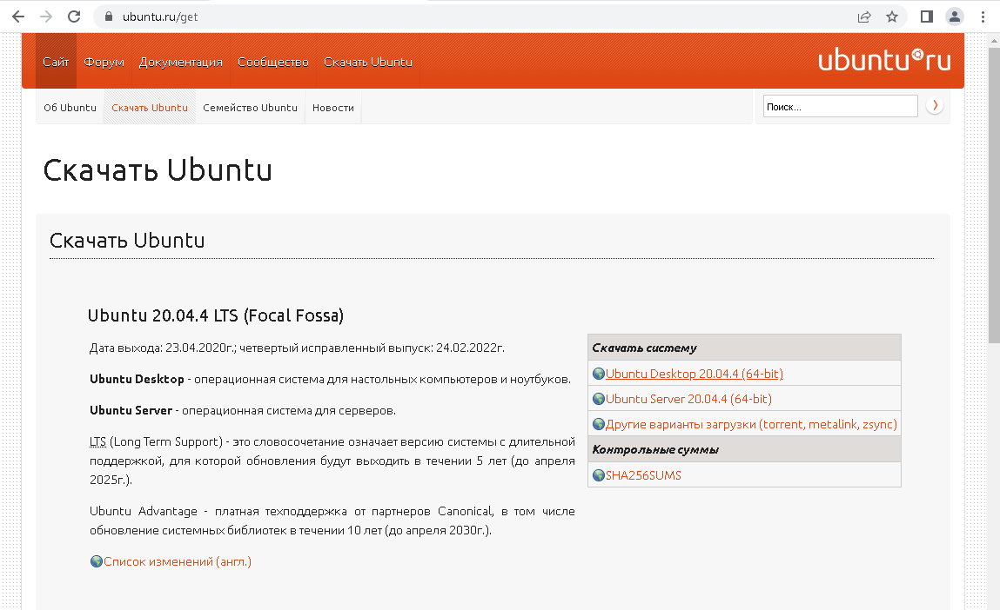 ubuntu.ru/get
Сайт Форум Документация Сообщество Скачать Ubuntu
ubuntu ru
Об Ubuntu Скачать Ubuntu Семейство Ubuntu Новости
Поиск...
Скачать Ubuntu
Скачать Ubuntu
Ubuntu 20.04.4 LTS (Focal Fossa)
Дата выхода: 23.04.2020г.; четвертый исправленный выпуск: 24.02.2022г.
Ubuntu Desktop - операционная система для настольных компьютеров и ноутбуков.
Ubuntu Server - операционная система для серверов.
LTS (Long Term Support) - это словосочетание означает версию системы с длительной
поддержкой, для которой обновления будут выходить в течении 5 лет (до апреля
2025г.).
Ubuntu Advantage - платная техподдержка от партнеров Canonical, в том числе
обновление системных библиотек в течении 10 лет (до апреля 2030г.).
Список изменений (англ.)
Скачать систему
Ubuntu Desktop 20.04.4 (64-bit)
Ubuntu Server 20.04.4 (64-bit)
Другие варианты загрузки (torrent, metalink, zsync)
Контрольные суммы
SHA256SUMS